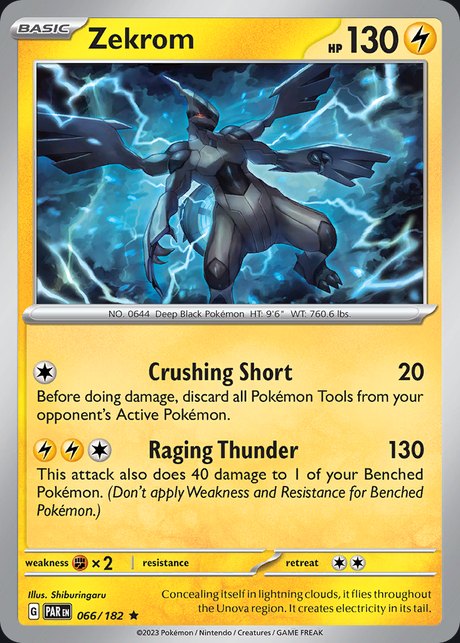 BASIC
Zekrom
HP 130
NO. 0644 Deep Black Pokémon HT: 9'6" WT: 760.6 lbs.
Crushing Short 20
Before doing damage, discard all Pokémon Tools from your
opponent's Active Pokémon.
Raging Thunder 130
This attack also does 40 damage to 1 of your Benched
Pokémon. (Don't apply Weakness and Resistance for Benched
Pokémon.)
weakness ×2 resistance retreat
Illus. Shiburingaru
Concealing itself in lightning clouds, it flies throughout
the Unova region. It creates electricity in its tail.
G PAR EN 066/182 ★
©2023 Pokémon / Nintendo / Creatures / GAME FREAK